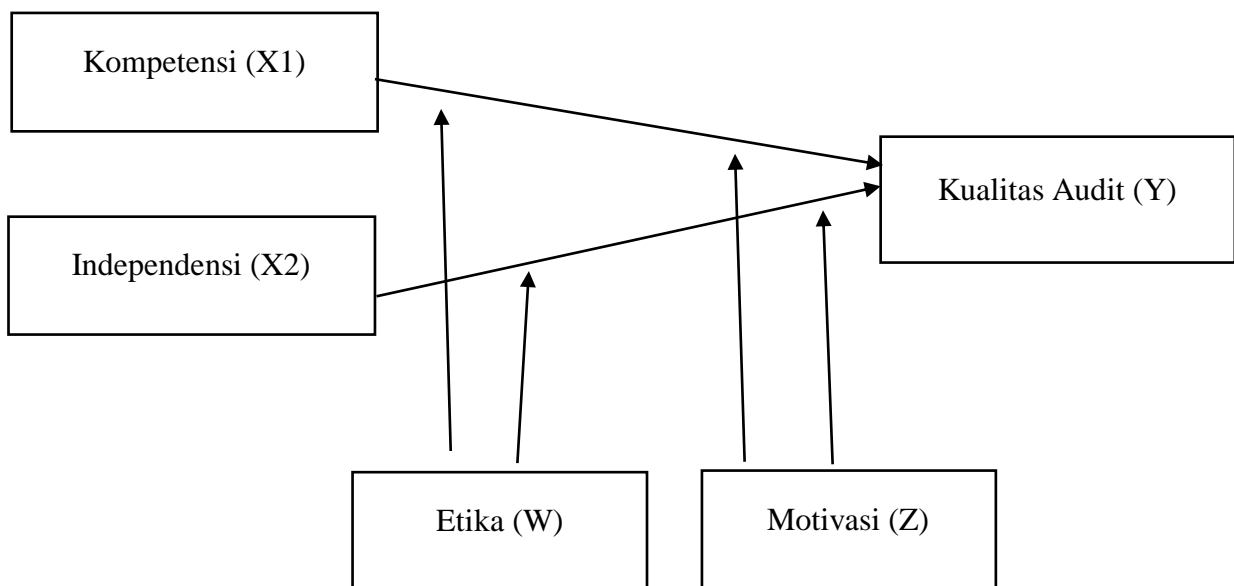 Kompetensi (X1)
Kualitas Audit (Y)
Independensi (X2)
Etika (W)
Motivasi (Z)